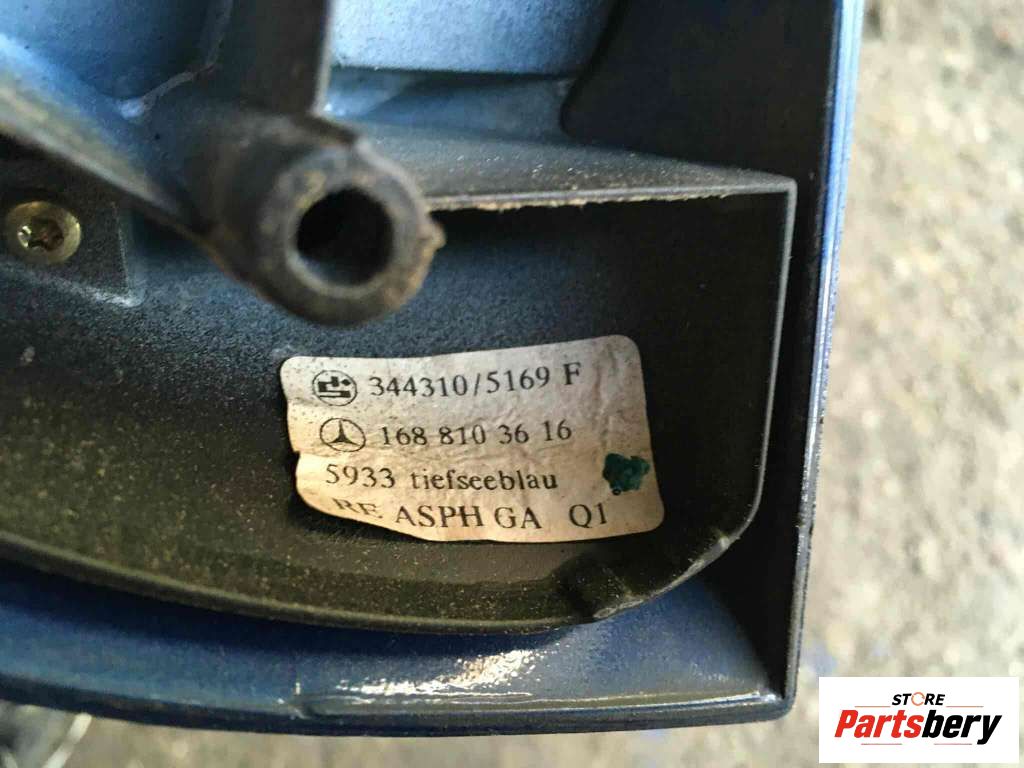 344310/5169 F
168 810 36 16
5933 tiefseeblau
RE ASPH GA Q1
STORE
Partsbery